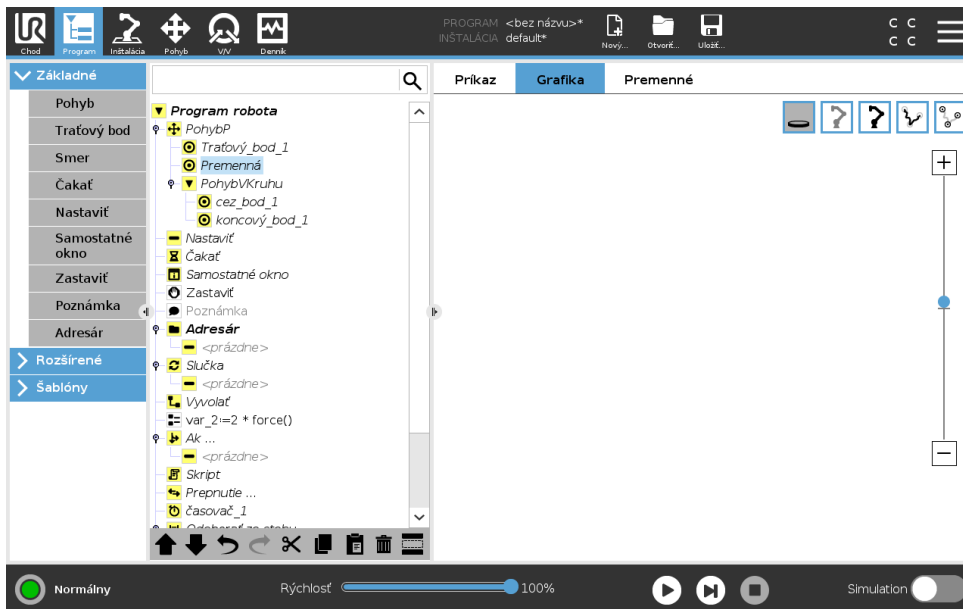 Chod
Program
Inštalácia
Pohyb
V/V
Denník
PROGRAM <bez názvu>*
INŠTALÁCIA default*
Nový...
Otvoriť...
Uložiť...
C C
C C
Základné
Pohyb
Traťový bod
Smer
Čakať
Nastaviť
Samostatné
okno
Zastaviť
Poznámka
Adresár
Rozšírené
Šablóny
Program robota
PohybP
Traťový_bod_1
Premenná
PohybVKruhu
cez_bod_1
koncový_bod_1
Nastaviť
Čakať
Samostatné okno
Zastaviť
Poznámka
Adresár
<prázdne>
Slučka
<prázdne>
Vyvolať
var_2:=2 * force()
Ak ...
<prázdne>
Skript
Prepnutie ...
časovač_1
Príkaz
Grafika
Premenné
Normálny
Rýchlosť
100%
Simulation